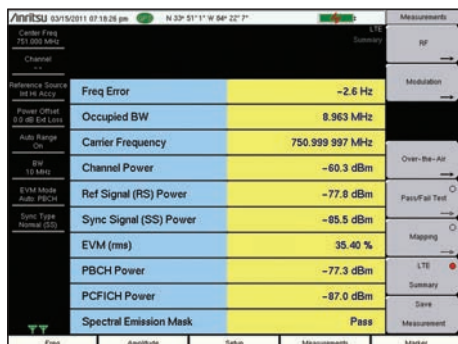 Anritsu 03/15/2011 07:18:26 pm N 33° 51' 1" W 84° 22' 7"
Measurements
Center Freq
751.000 MHz
LTE
Summary
Channel
--
Reference Source
Int Hi Accy
Power Offset
0.0 dB Ext Loss
Auto Range
On
BW
10 MHz
EVM Mode
Auto: PBCH
Sync Type
Normal (SS)
Freq Error -2.6 Hz
Occupied BW 8.963 MHz
Carrier Frequency 750.999 997 MHz
Channel Power -60.3 dBm
Ref Signal (RS) Power -77.8 dBm
Sync Signal (SS) Power -85.5 dBm
EVM (rms) 35.40 %
PBCH Power -77.3 dBm
PCFICH Power -87.0 dBm
Spectral Emission Mask Pass
RF
Modulation
Over-the-Air
Pass/Fail Test
Mapping
LTE
Summary
Save
Measurement
Freq Amplitude Setup Measurements Marker